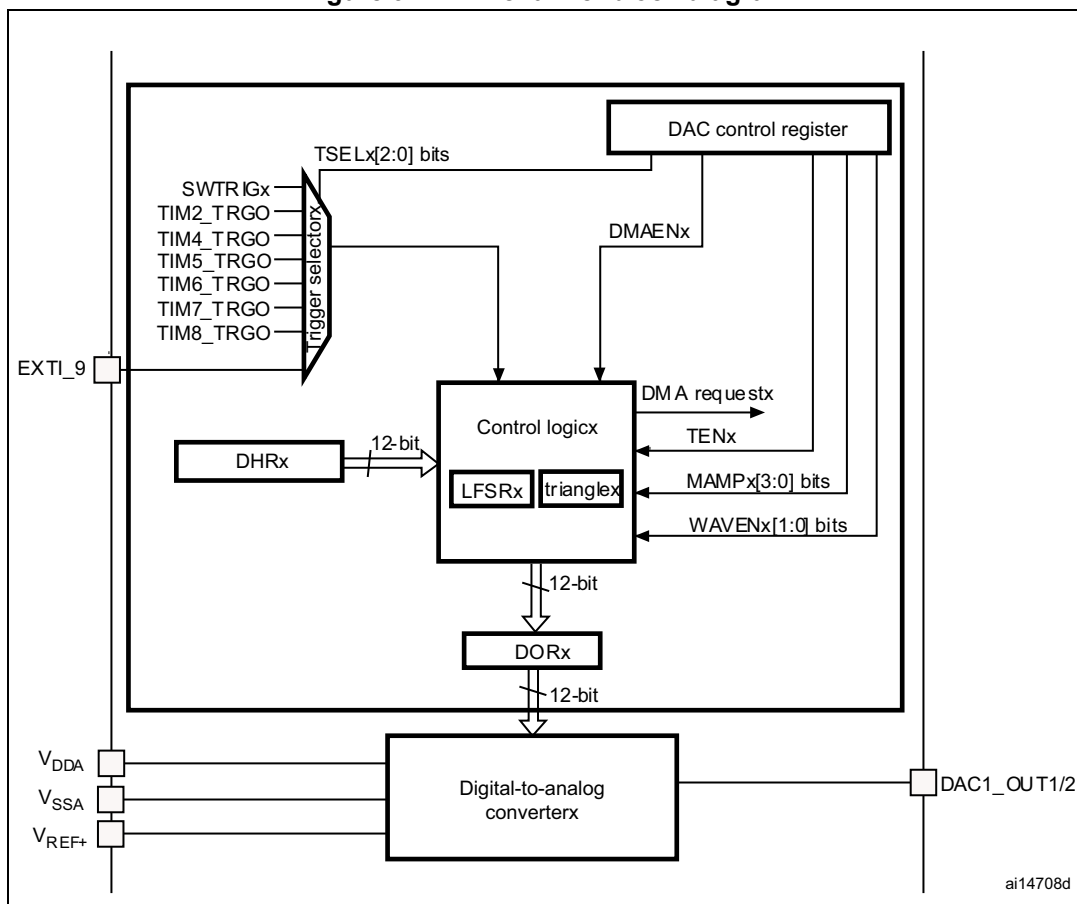 DAC control register
TSELx[2:0] bits
SWTRIGx
TIM2_TRGO
TIM4_TRGO
TIM5_TRGO
TIM6_TRGO
TIM7_TRGO
TIM8_TRGO
Trigger selectorx
DMAENx
EXTI_9
DMA requestx
Control logicx
TENx
12-bit
DHRx
LFSRx
trianglex
MAMPx[3:0] bits
WAVENx[1:0] bits
12-bit
DORx
12-bit
VDDA
VSSA
VREF+
Digital-to-analog
converterx
DAC1_OUT1/2
ai14708d